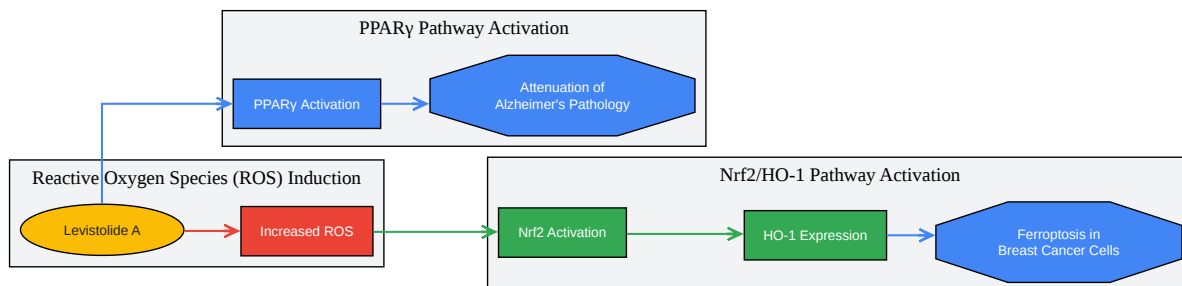 PPARγ Pathway Activation
PPARγ Activation
Attenuation of
Alzheimer's Pathology
Reactive Oxygen Species (ROS) Induction
Levistolide A
Increased ROS
Nrf2/HO-1 Pathway Activation
Nrf2 Activation
HO-1 Expression
Ferroptosis in
Breast Cancer Cells